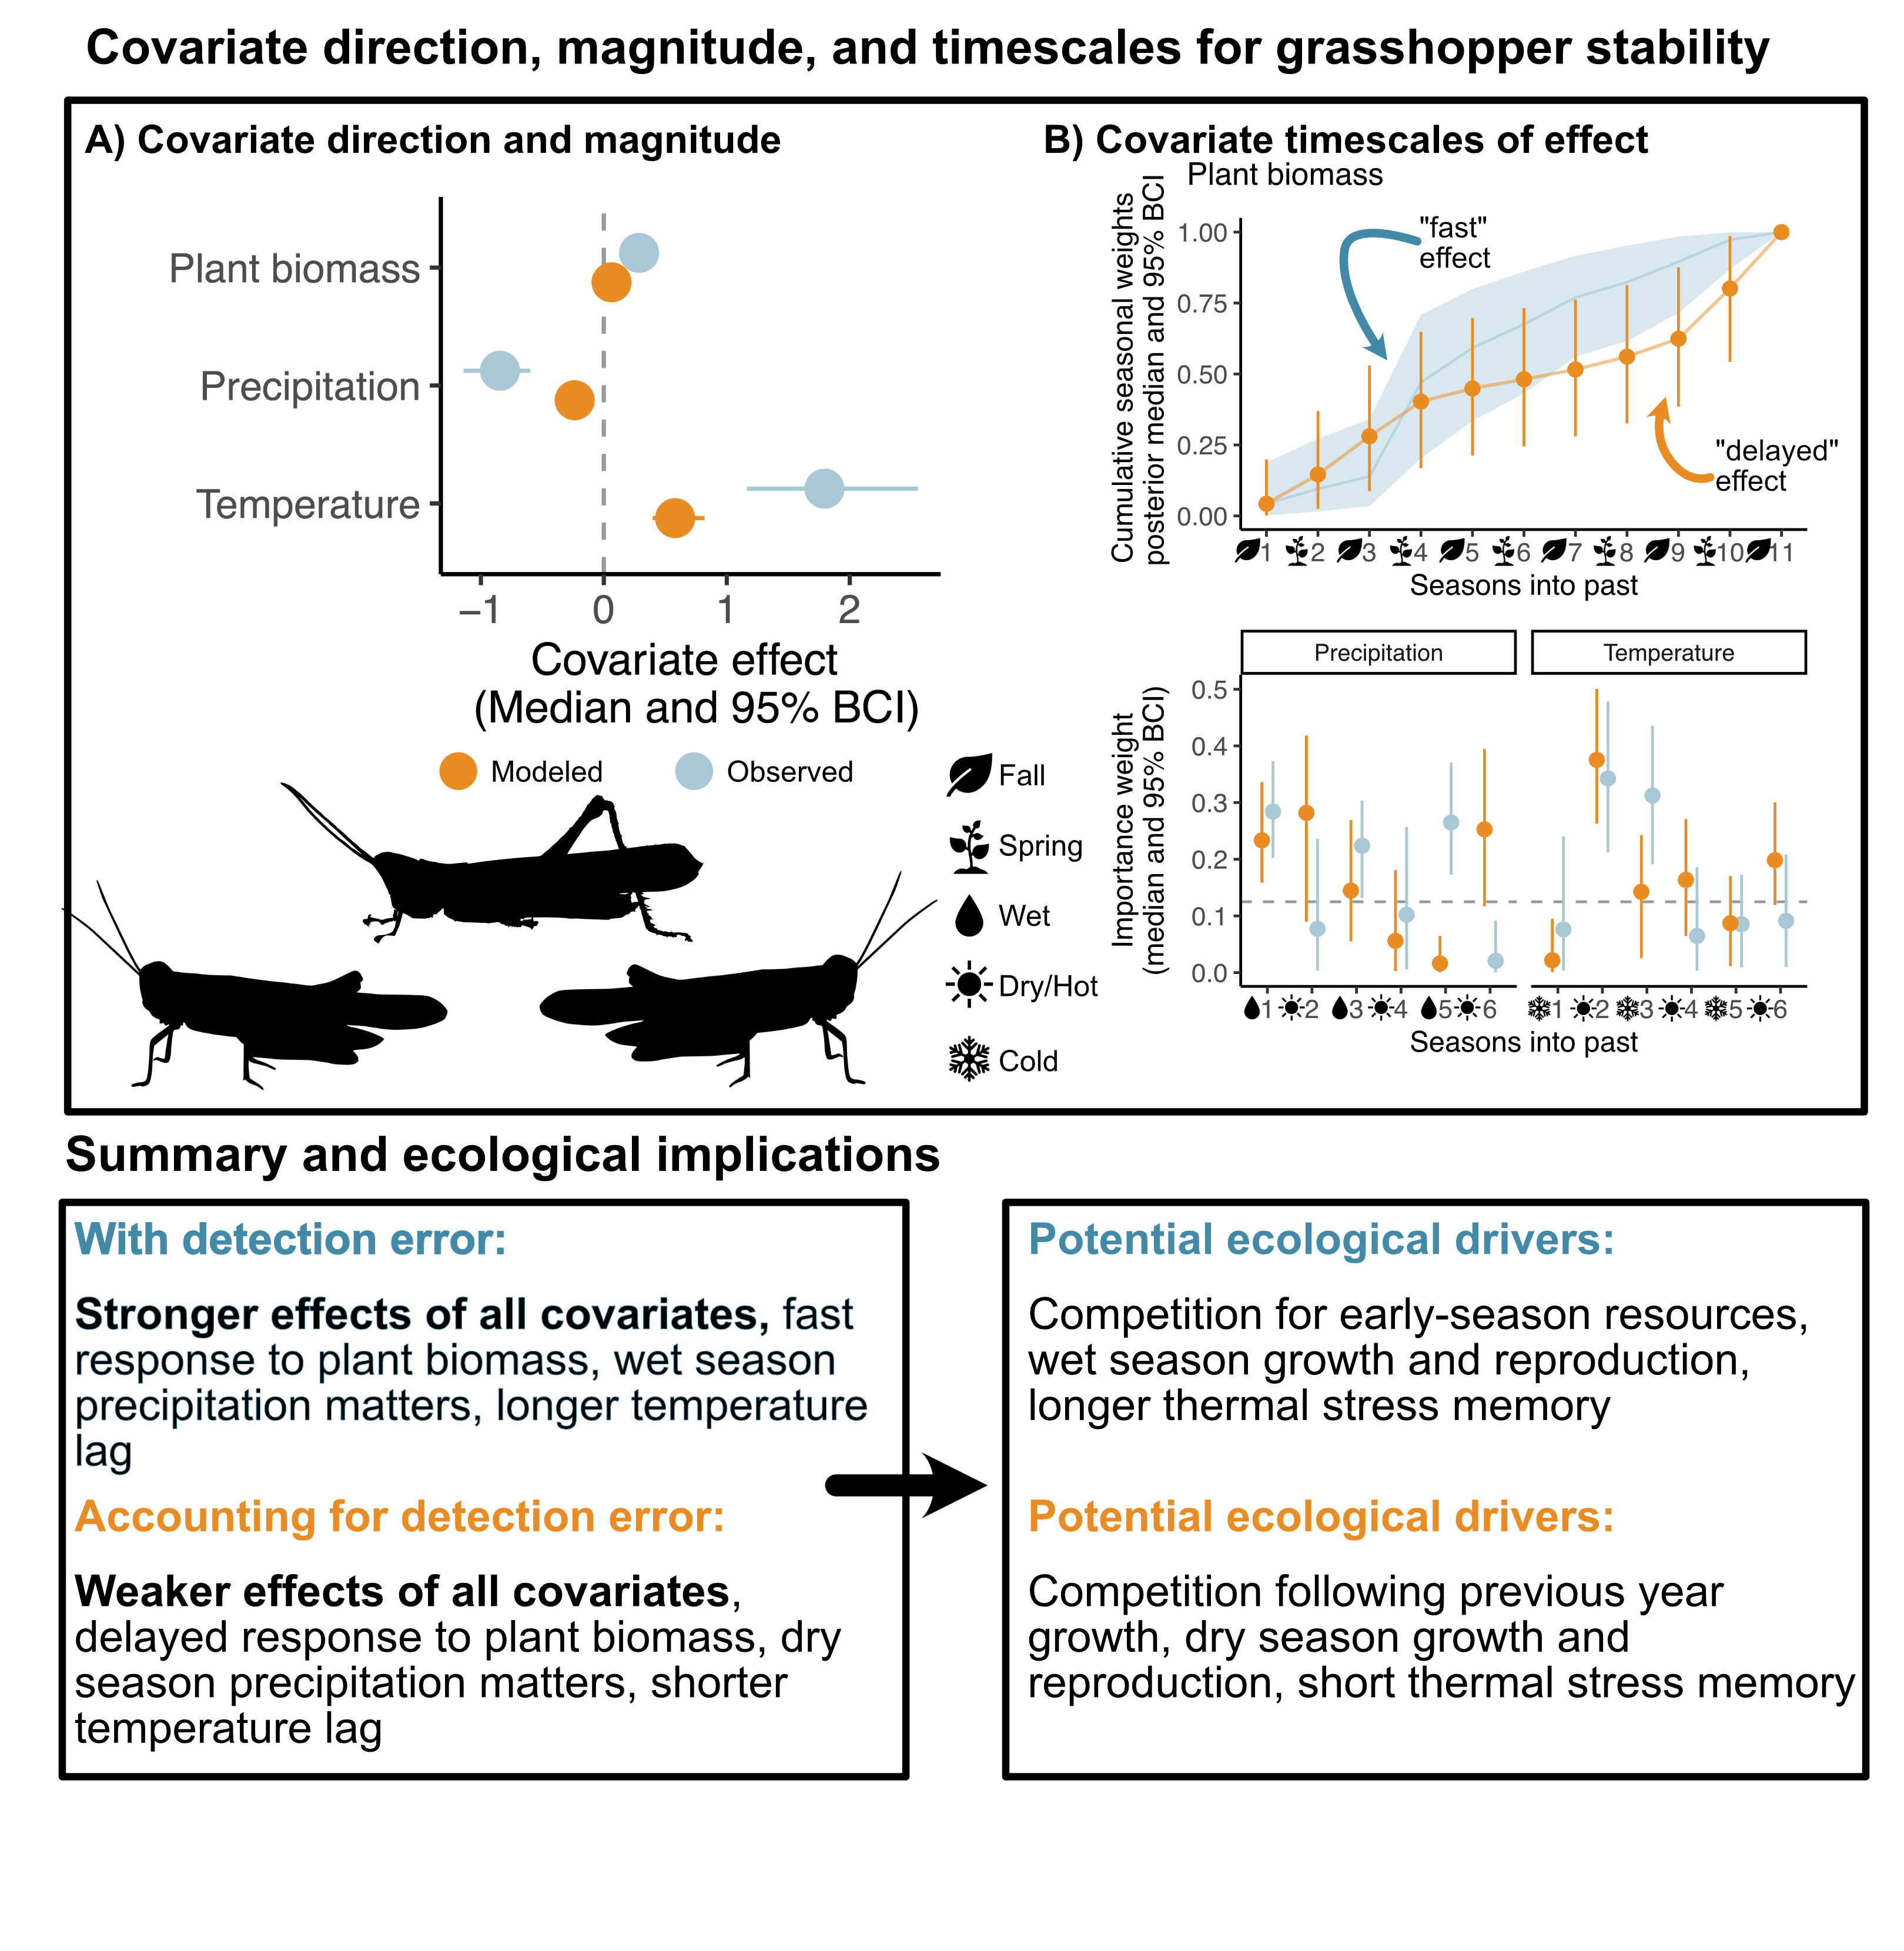 Covariate direction, magnitude, and timescales for grasshopper stability
A) Covariate direction and magnitude
Plant biomass
Precipitation
Temperature
−1 0 1 2
Covariate effect
(Median and 95% BCI)
Modeled Observed
Fall
Spring
Wet
Dry/Hot
Cold
B) Covariate timescales of effect
Plant biomass
Cumulative seasonal weights
posterior median and 95% BCI
1.00
0.75
0.50
0.25
0.00
"fast"
effect
"delayed"
effect
1 2 3 4 5 6 7 8 9 10 11
Seasons into past
Precipitation Temperature
Importance weight
(median and 95% BCI)
0.5
0.4
0.3
0.2
0.1
0.0
1 2 3 4 5 6 1 2 3 4 5 6
Seasons into past
Summary and ecological implications
With detection error:
Stronger effects of all covariates, fast
response to plant biomass, wet season
precipitation matters, longer temperature
lag
Accounting for detection error:
Weaker effects of all covariates,
delayed response to plant biomass, dry
season precipitation matters, shorter
temperature lag
Potential ecological drivers:
Competition for early-season resources,
wet season growth and reproduction,
longer thermal stress memory
Potential ecological drivers:
Competition following previous year
growth, dry season growth and
reproduction, short thermal stress memory